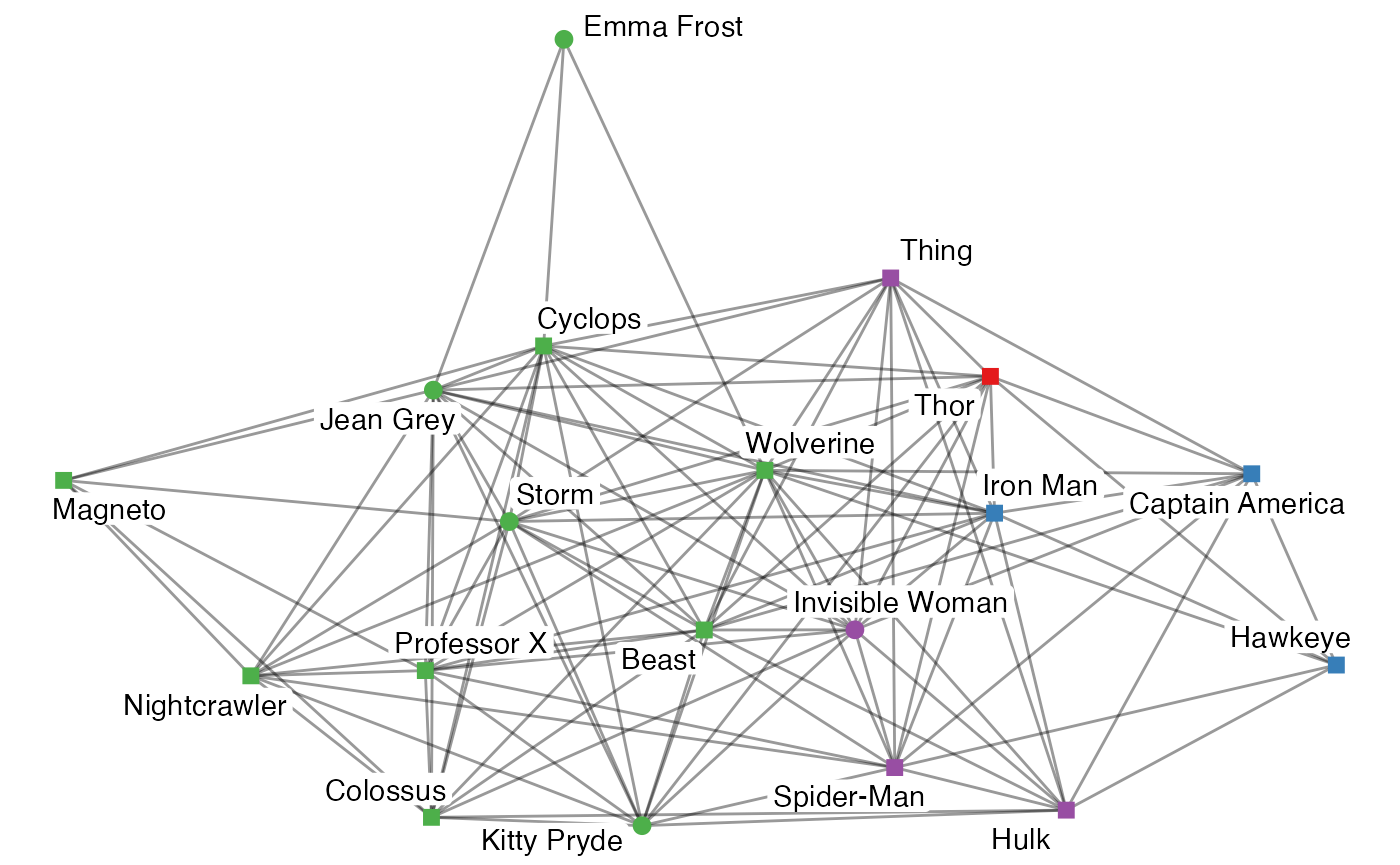 Emma Frost
Thing
Cyclops
Thor
Jean Grey
Wolverine
Iron Man
Storm
Captain America
Magneto
Invisible Woman
Hawkeye
Professor X
Beast
Nightcrawler
Colossus
Spider-Man
Kitty Pryde
Hulk